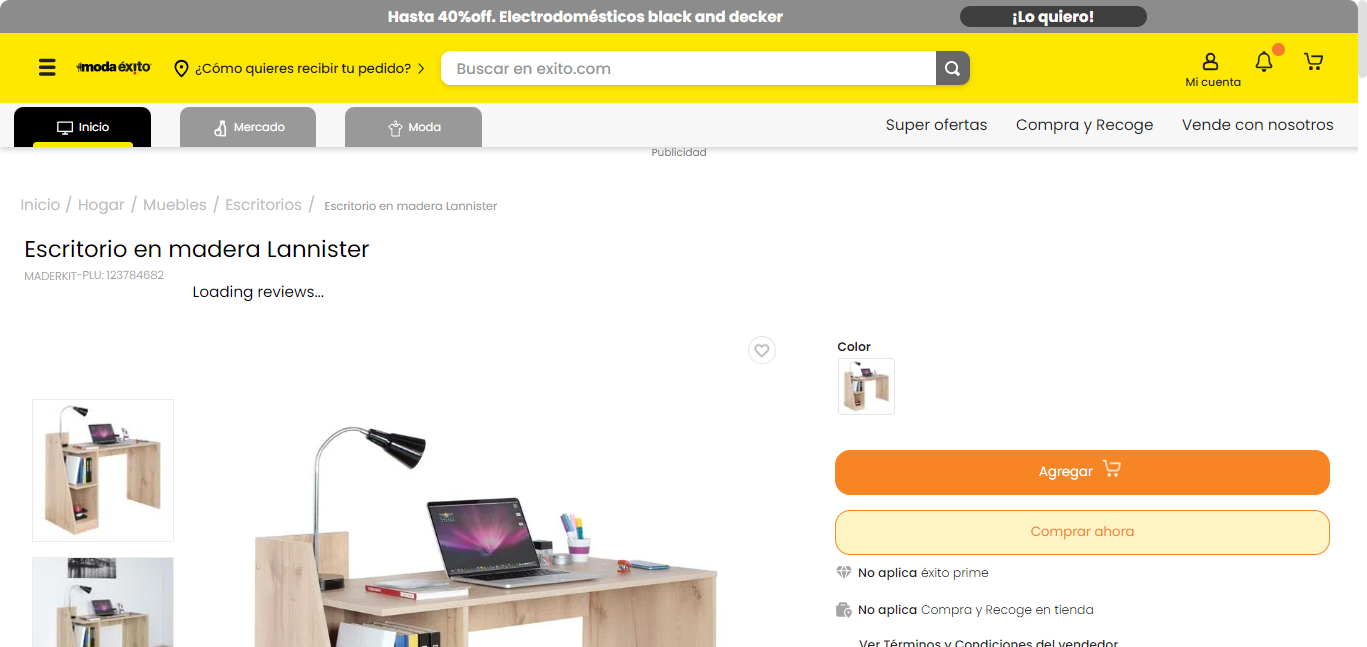 Hasta 40%off. Electrodomésticos black and decker
¡Lo quiero!
#moda éxito
¿Cómo quieres recibir tu pedido?
Buscar en exito.com
Mi cuenta
Inicio
Mercado
Moda
Super ofertas
Compra y Recoge
Vende con nosotros
Publicidad
Inicio / Hogar / Muebles / Escritorios / Escritorio en madera Lannister
Escritorio en madera Lannister
MADERKIT-PLU: 123784682
Loading reviews...
Color
Agregar
Comprar ahora
No aplica éxito prime
No aplica Compra y Recoge en tienda
Ver Términos y Condiciones del vendedor